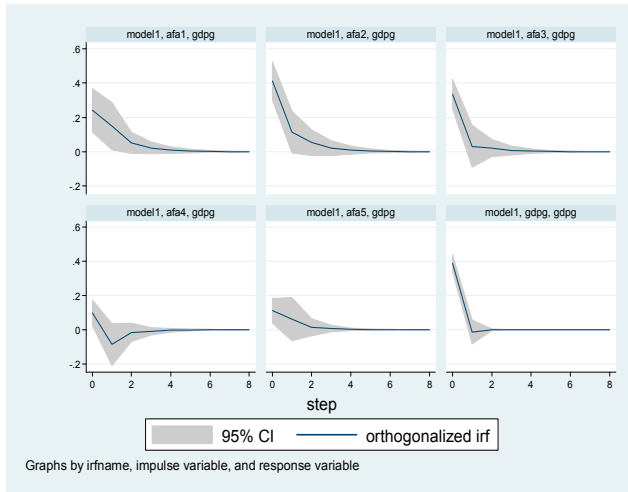 model1, afa1, gdpg
model1, afa2, gdpg
model1, afa3, gdpg
.6
.4
.2
0
-.2
model1, afa4, gdpg
model1, afa5, gdpg
model1, gdpg, gdpg
.6
.4
.2
0
-.2
0 2 4 6 8
0 2 4 6 8
0 2 4 6 8
step
95% CI
orthogonalized irf
Graphs by irfname, impulse variable, and response variable